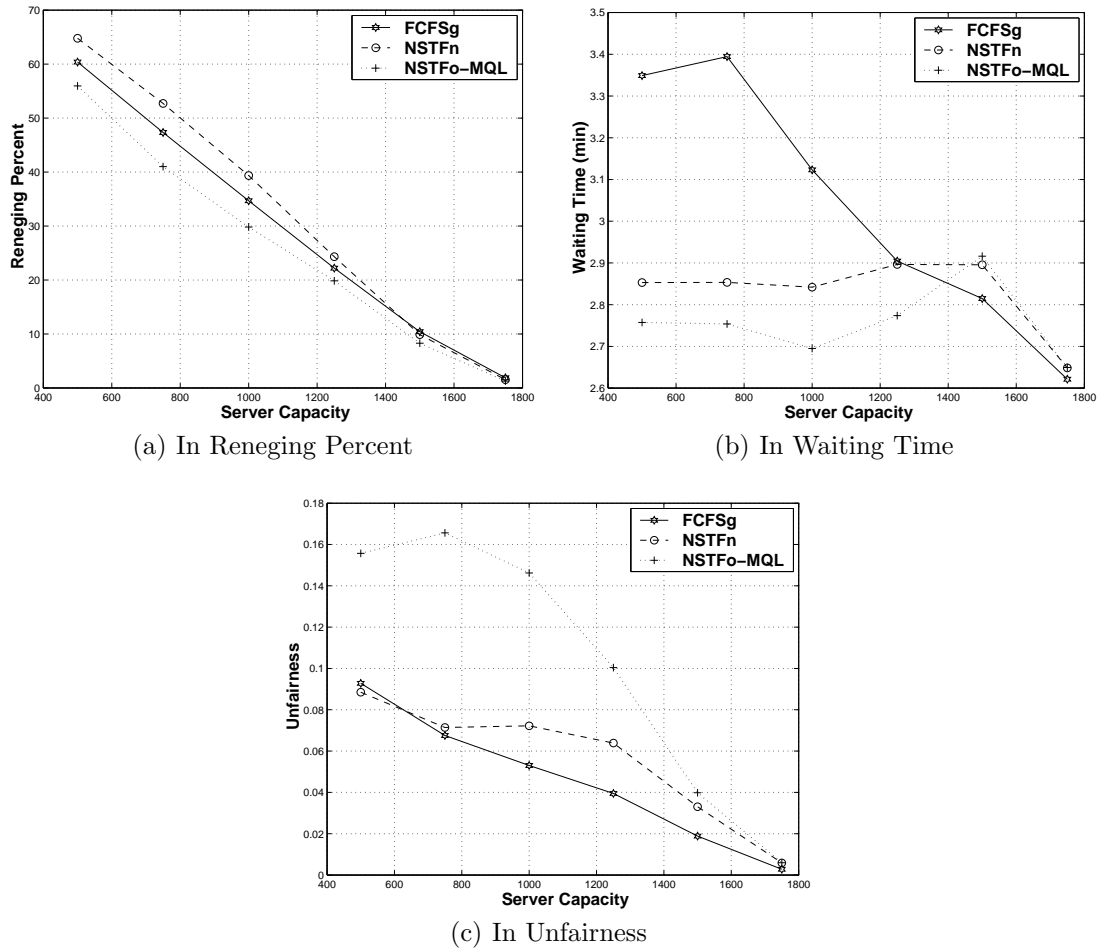 70
60
50
40
30
20
10
0
Reneging Percent
FCFSg
NSTFn
NSTFo−MQL
400 600 800 1000 1200 1400 1600 1800
Server Capacity
(a) In Reneging Percent
3.5
3.4
3.3
3.2
3.1
3
2.9
2.8
2.7
2.6
Waiting Time (min)
FCFSg
NSTFn
NSTFo−MQL
400 600 800 1000 1200 1400 1600 1800
Server Capacity
(b) In Waiting Time
0.18
0.16
0.14
0.12
0.1
0.08
0.06
0.04
0.02
0
Unfairness
FCFSg
NSTFn
NSTFo−MQL
400 600 800 1000 1200 1400 1600 1800
Server Capacity
(c) In Unfairness